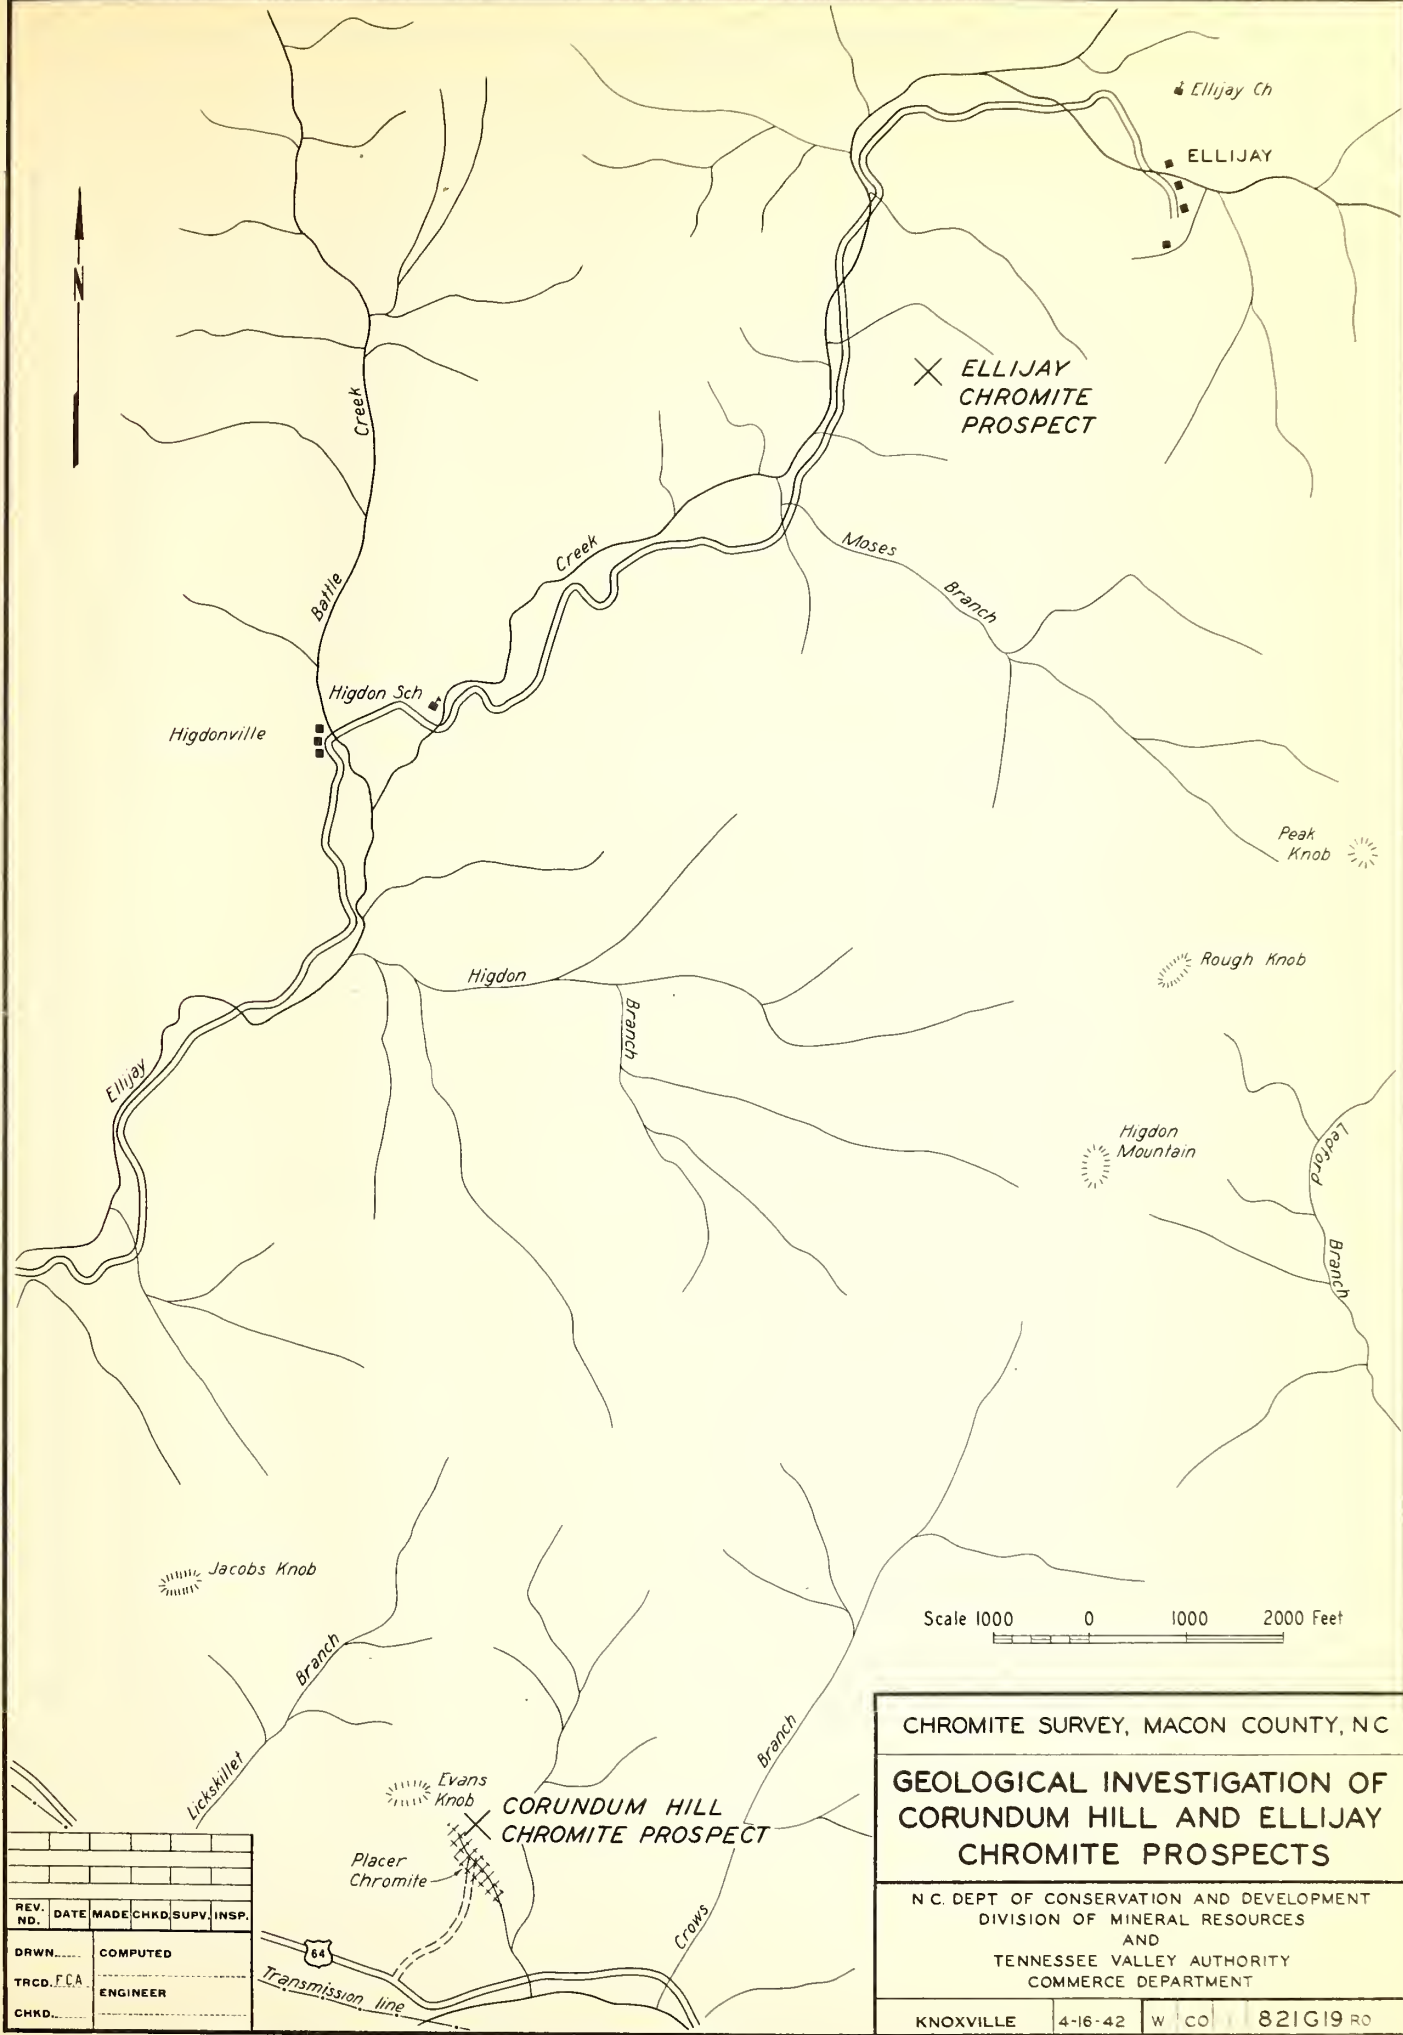 Ellijay Ch
ELLIJAY
N
ELLIJAY
CHROMITE
PROSPECT
Creek
Battle
Creek
Moses
Branch
Higdon Sch
Higdonville
Peak
Knob
Rough Knob
Higdon
Branch
Ellijay
Higdon
Mountain
Ledford
Branch
Jacobs Knob
Branch
Lickskillet
Scale 1000 0 1000 2000 Feet
Branch
Crows
Evans
Knob
CORUNDUM HILL
CHROMITE PROSPECT
Placer
Chromite
64
Transmission line
REV. NO. DATE MADE CHKD. SUPV. INSP.
DRWN. COMPUTED
TRCD. F.C.A.
ENGINEER
CHKD.
CHROMITE SURVEY, MACON COUNTY, N C
GEOLOGICAL INVESTIGATION OF
CORUNDUM HILL AND ELLIJAY
CHROMITE PROSPECTS
N C. DEPT OF CONSERVATION AND DEVELOPMENT
DIVISION OF MINERAL RESOURCES
AND
TENNESSEE VALLEY AUTHORITY
COMMERCE DEPARTMENT
KNOXVILLE 4-16-42 W CO 821G19 RO